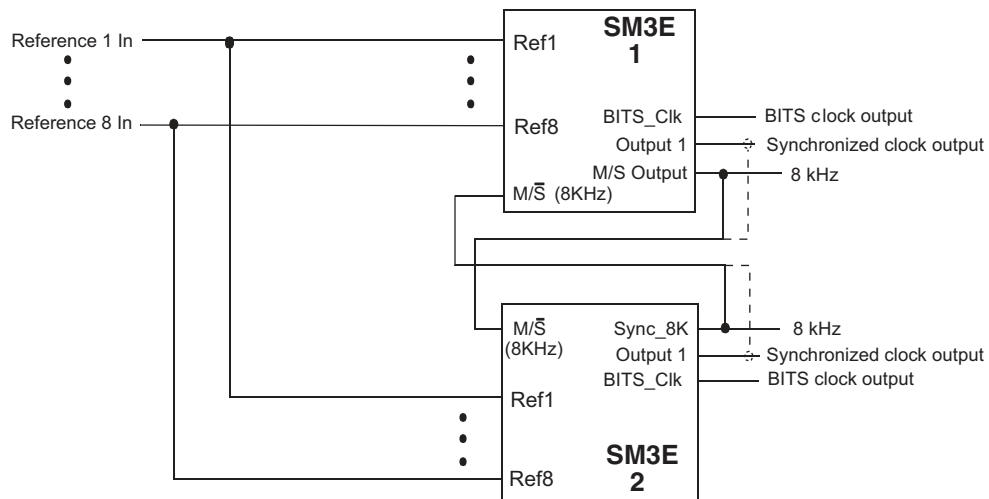 Reference 1 In
Reference 8 In
Ref1
SM3E
1
Ref8
BITS_Clk
Output 1
M/S Output
M/S̅ (8KHz)
BITS clock output
Synchronized clock output
8 kHz
M/S̅
(8KHz)
Sync_8K
Output 1
BITS_Clk
Ref1
SM3E
2
Ref8
8 kHz
Synchronized clock output
BITS clock output